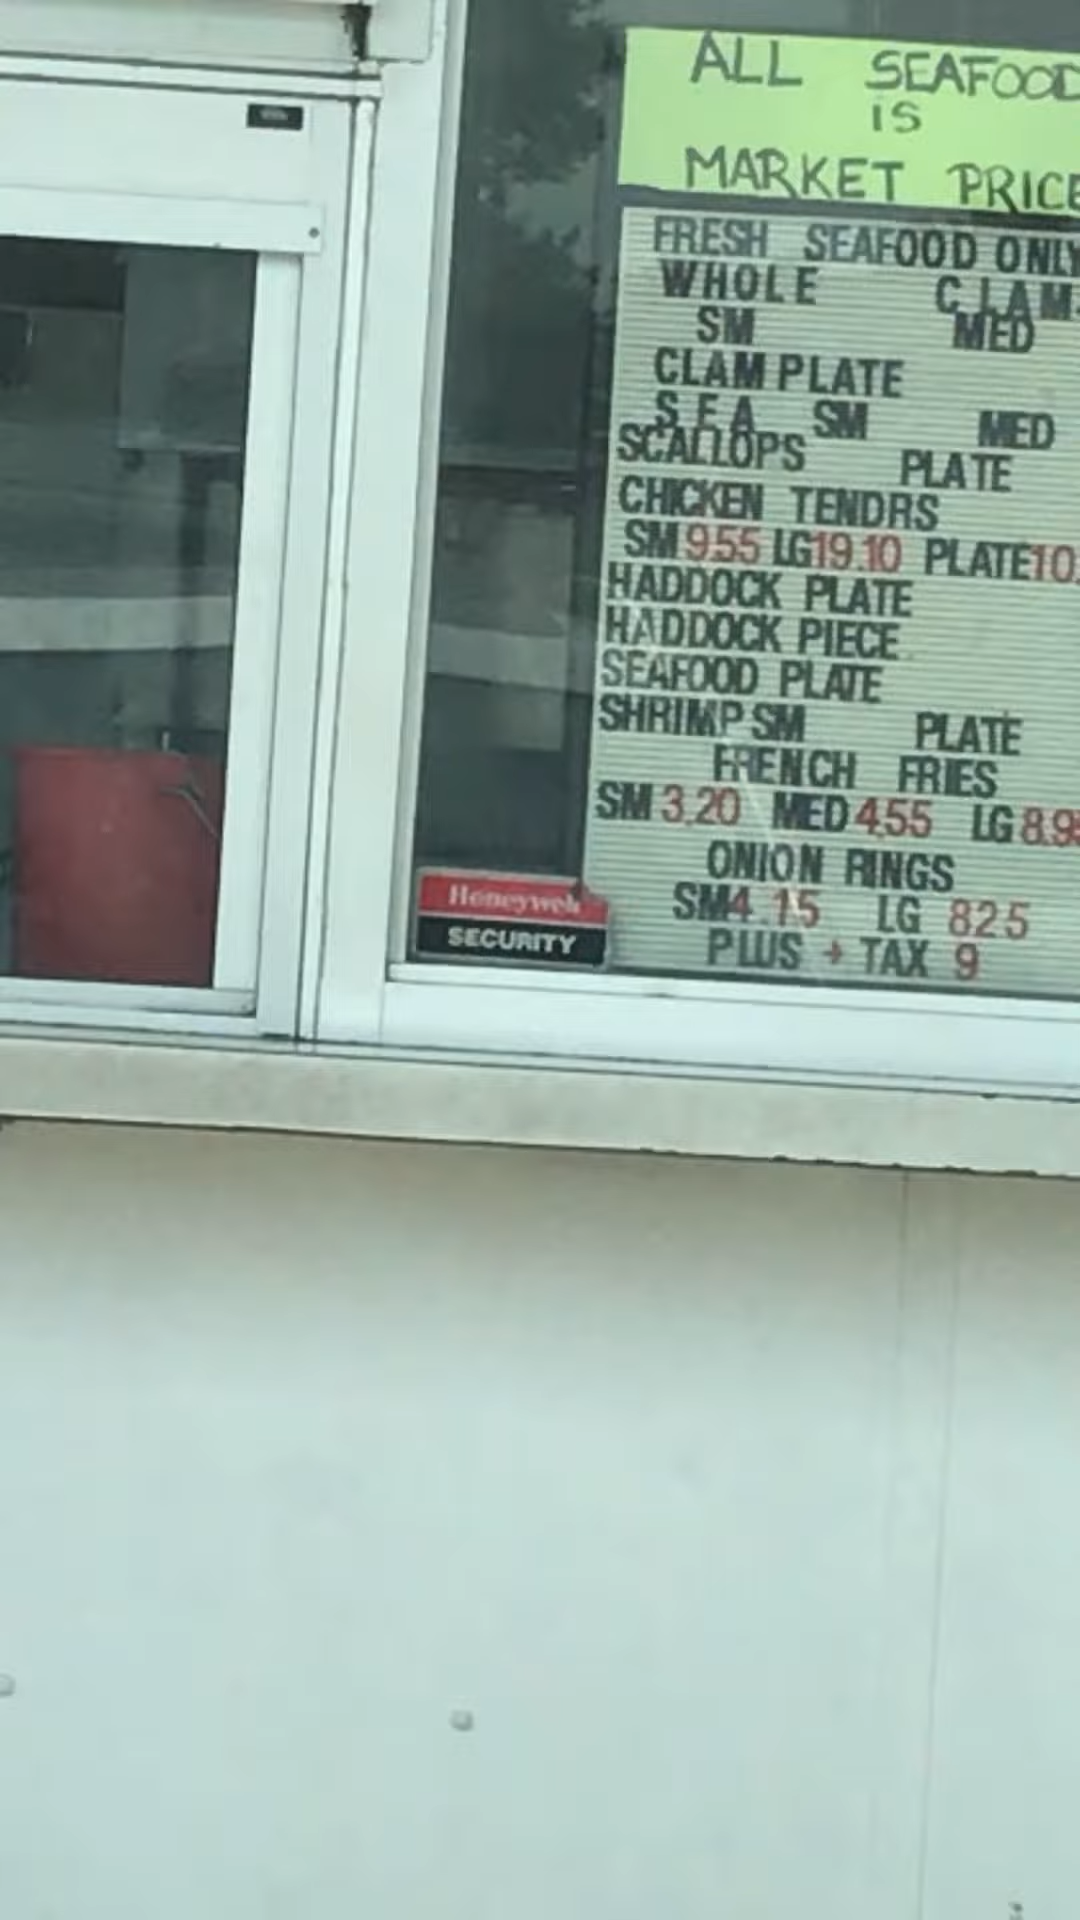 ALL SEAFOOD
IS
MARKET PRICE
FRESH SEAFOOD ONLY
WHOLE CLAM
SM MED
CLAM PLATE
SEA SM MED
SCALLOPS PLATE
CHICKEN TENDRS
SM 9.55 LG 19.10 PLATE 10.
HADDOCK PLATE
HADDOCK PIECE
SEAFOOD PLATE
SHRIMP SM PLATE
FRENCH FRIES
SM 3.20 MED 4.55 LG 8.9
ONION RINGS
SM 4.15 LG 825
PLUS + TAX 9
Honeywell
SECURITY